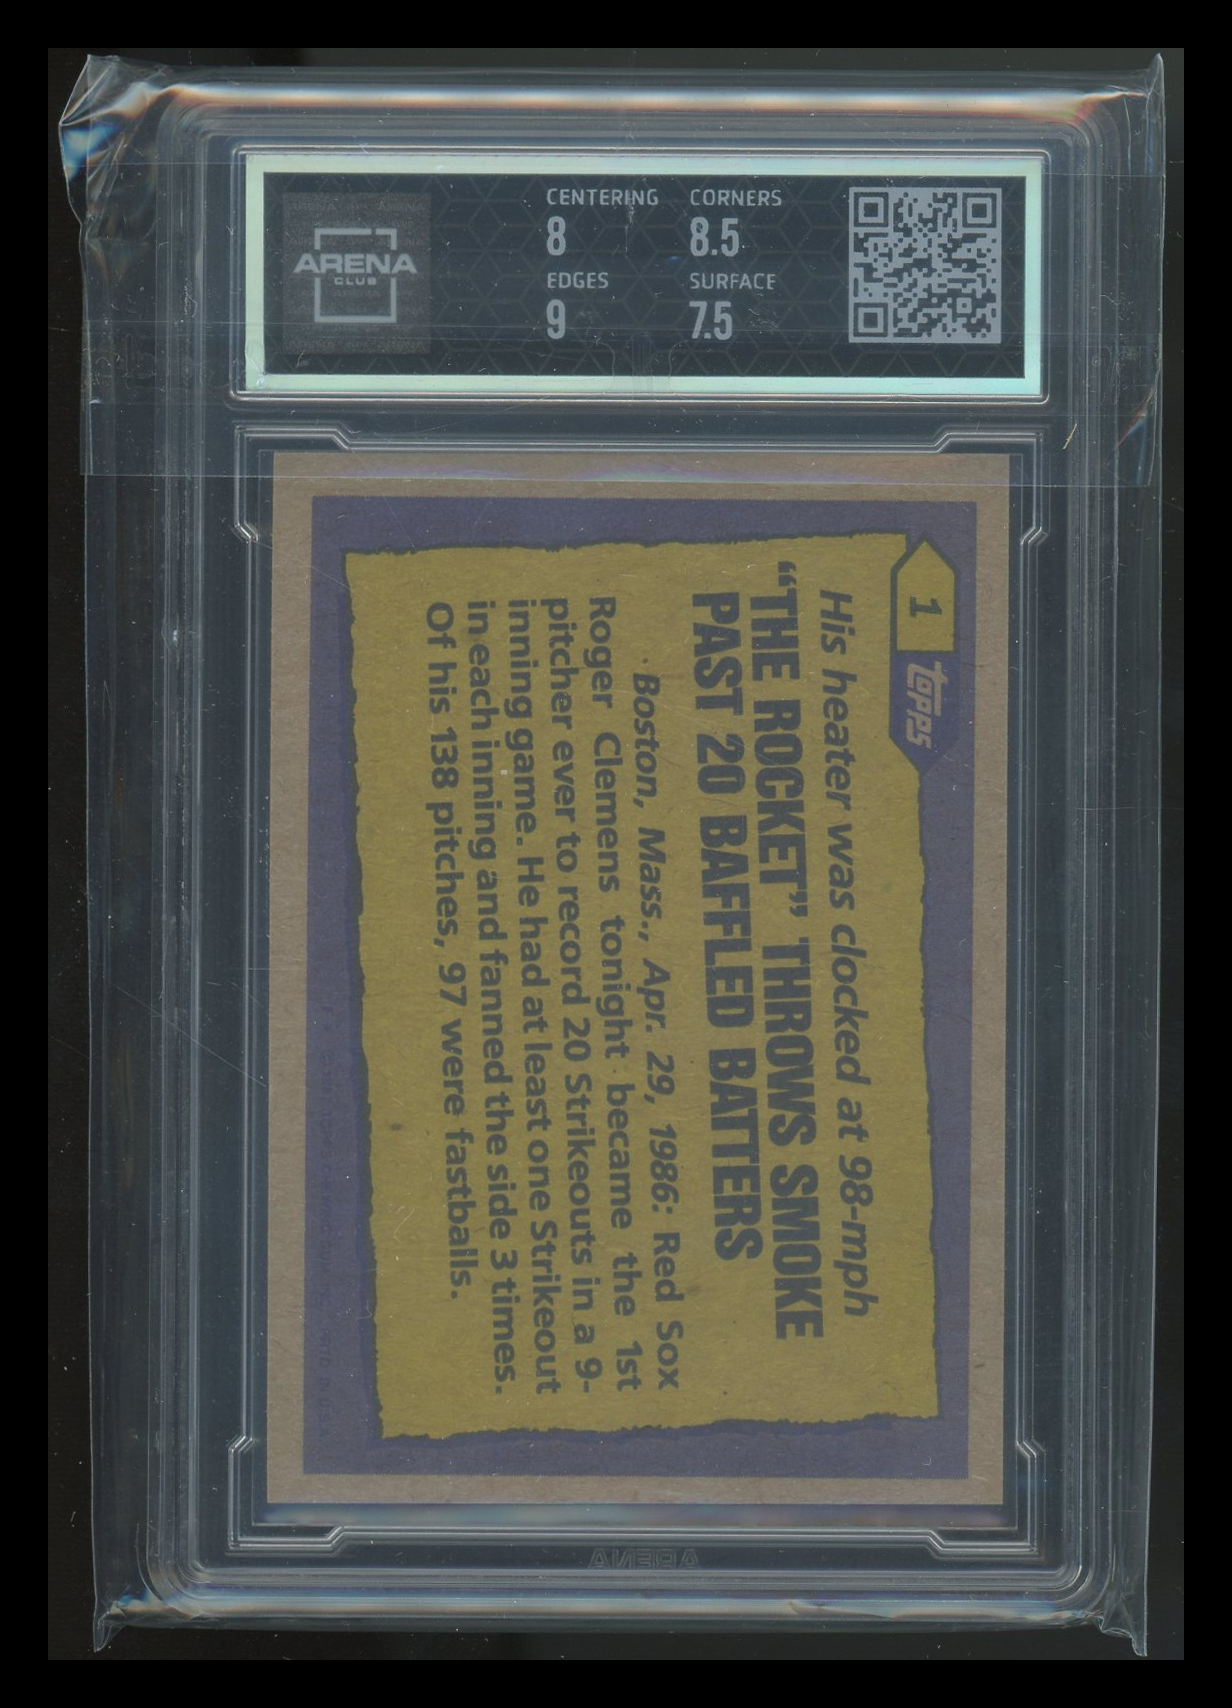 ARENA
CLUB
CENTERING CORNERS
8 8.5
EDGES SURFACE
9 7.5
1
topps
His heater was clocked at 98-mph
"THE ROCKET" THROWS SMOKE
PAST 20 BAFFLED BATTERS
Boston, Mass., Apr. 29, 1986: Red Sox
Roger Clemens tonight became the 1st
pitcher ever to record 20 Strikeouts in a 9-
inning game. He had at least one Strikeout
in each inning and fanned the side 3 times.
Of his 138 pitches, 97 were fastballs.
ARENA